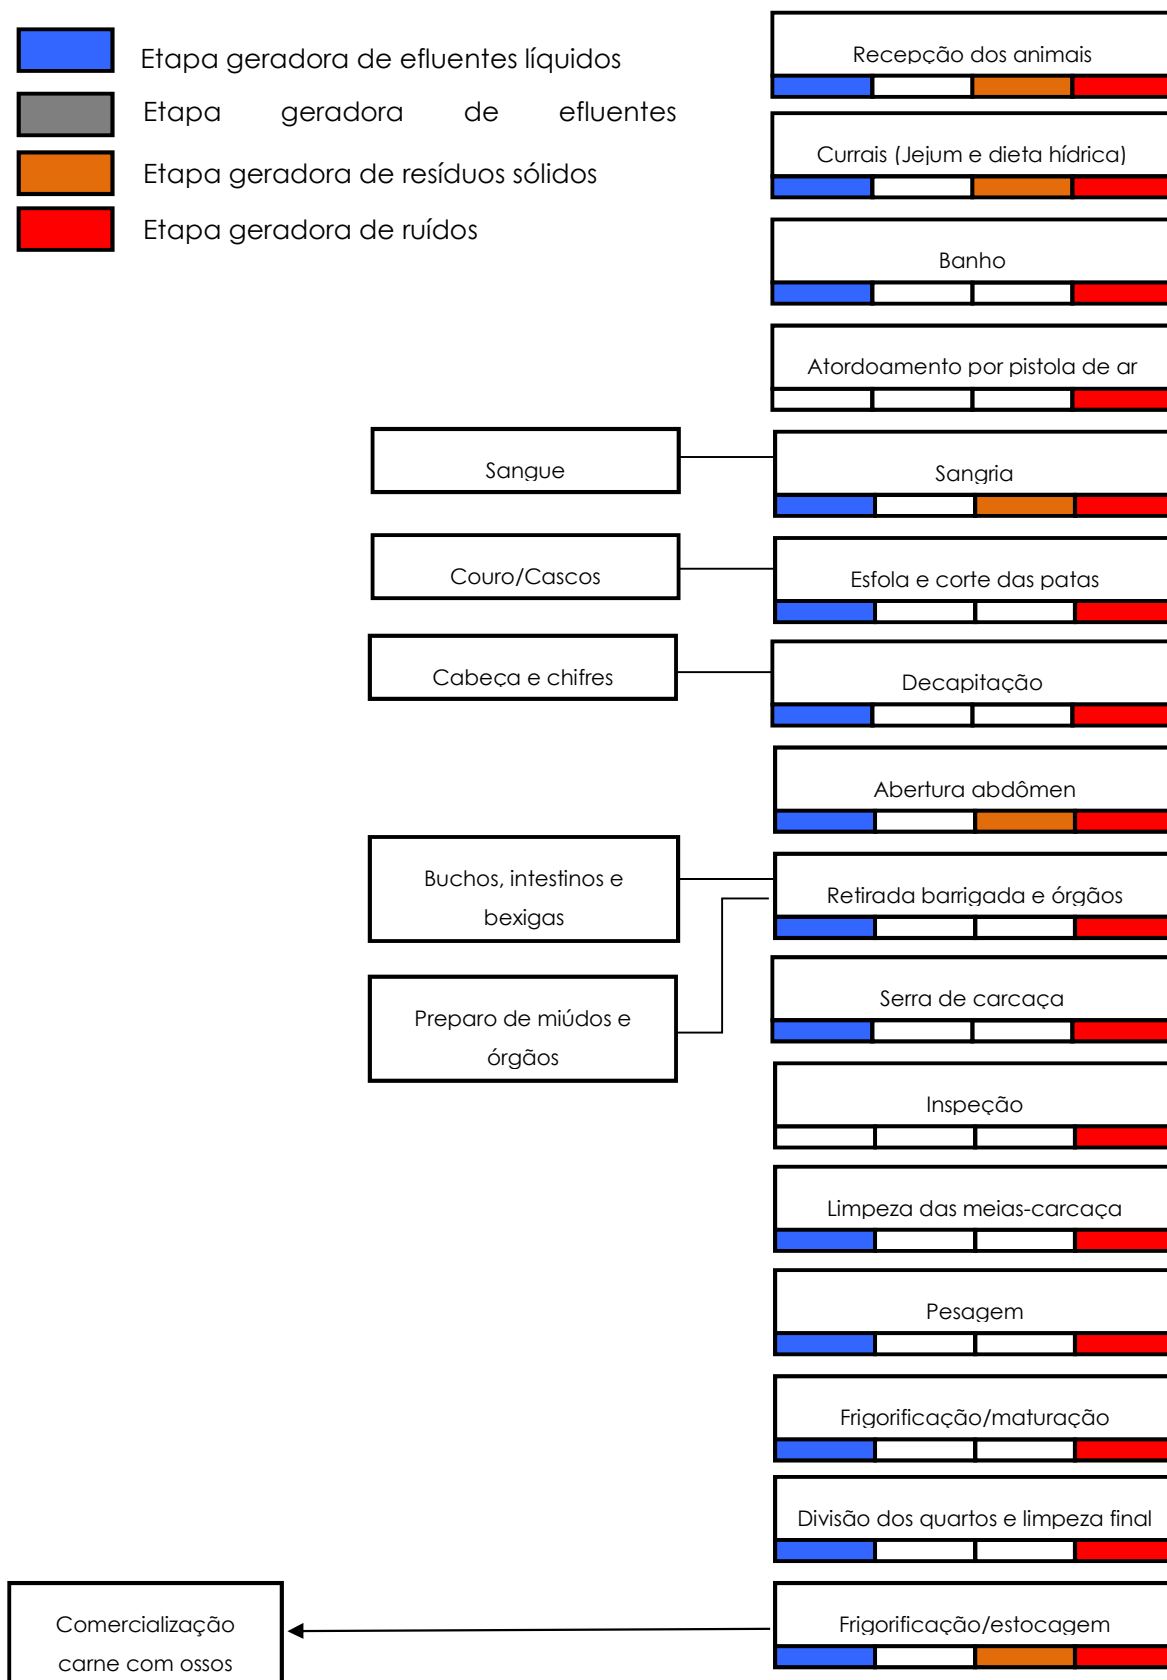 Etapa geradora de efluentes líquidos
Etapa geradora de efluentes
Etapa geradora de resíduos sólidos
Etapa geradora de ruídos
Recepção dos animais
Currais (Jejum e dieta hídrica)
Banho
Atordoamento por pistola de ar
Sangue
Sangria
Couro/Cascos
Esfola e corte das patas
Cabeça e chifres
Decapitação
Abertura abdômen
Buchos, intestinos e
bexigas
Retirada barrigada e órgãos
Preparo de miúdos e
órgãos
Serra de carcaça
Inspeção
Limpeza das meias-carcaça
Pesagem
Frigorificação/maturação
Divisão dos quartos e limpeza final
Comercialização
carne com ossos
Frigorificação/estocagem